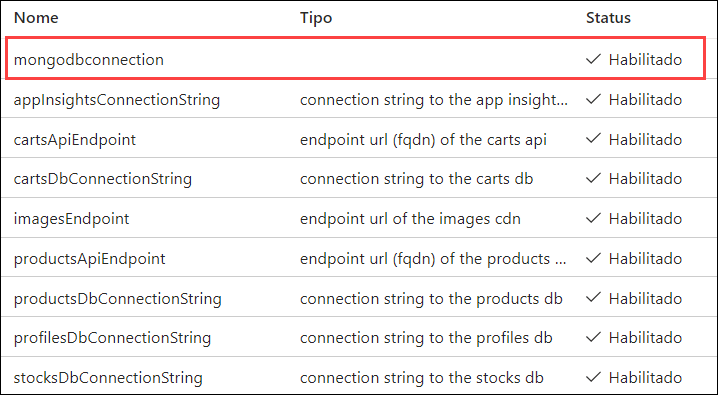 Nome Tipo Status
mongodbconnection Habilitado
appInsightsConnectionString connection string to the app insight... Habilitado
cartsApiEndpoint endpoint url (fqdn) of the carts api Habilitado
cartsDbConnectionString connection string to the carts db Habilitado
imagesEndpoint endpoint url of the images cdn Habilitado
productsApiEndpoint endpoint url (fqdn) of the products ... Habilitado
productsDbConnectionString connection string to the products db Habilitado
profilesDbConnectionString connection string to the profiles db Habilitado
stocksDbConnectionString connection string to the stocks db Habilitado